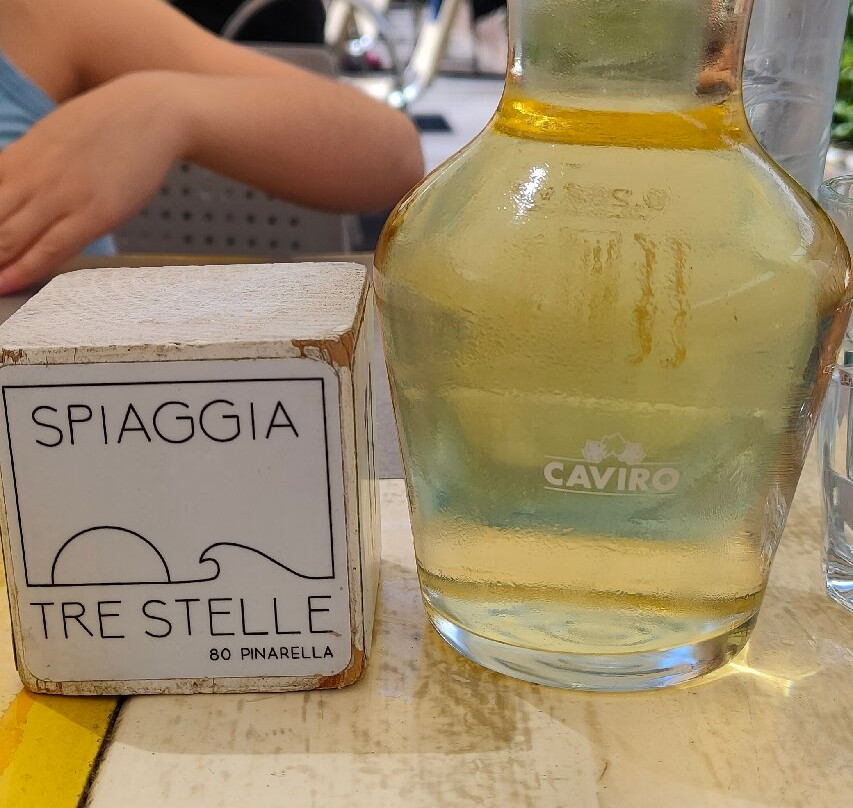 SPIAGGIA
TRE STELLE
80 PINARELLA
CAVIRO